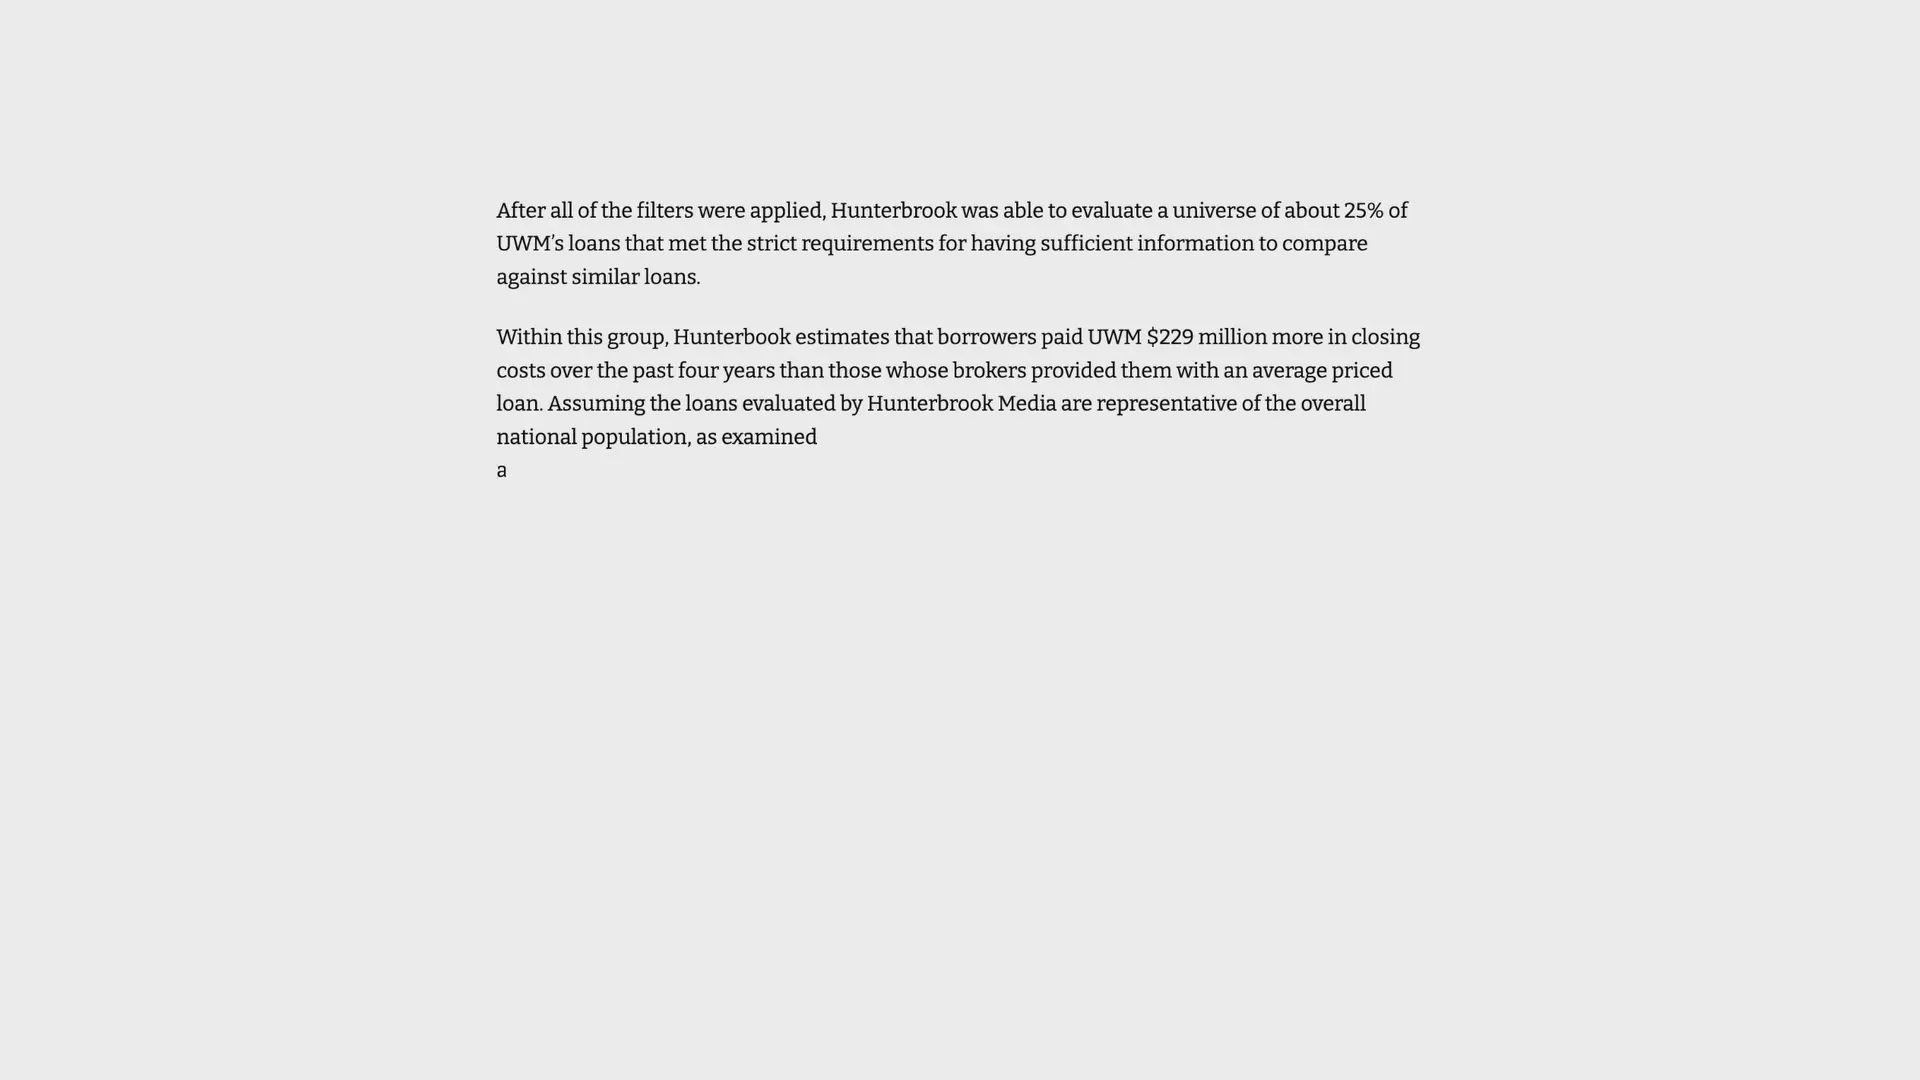 After all of the filters were applied, Hunterbrook was able to evaluate a universe of about 25% of
UWM’s loans that met the strict requirements for having sufficient information to compare
against similar loans.
Within this group, Hunterbook estimates that borrowers paid UWM $229 million more in closing
costs over the past four years than those whose brokers provided them with an average priced
loan. Assuming the loans evaluated by Hunterbrook Media are representative of the overall
national population, as examined
a